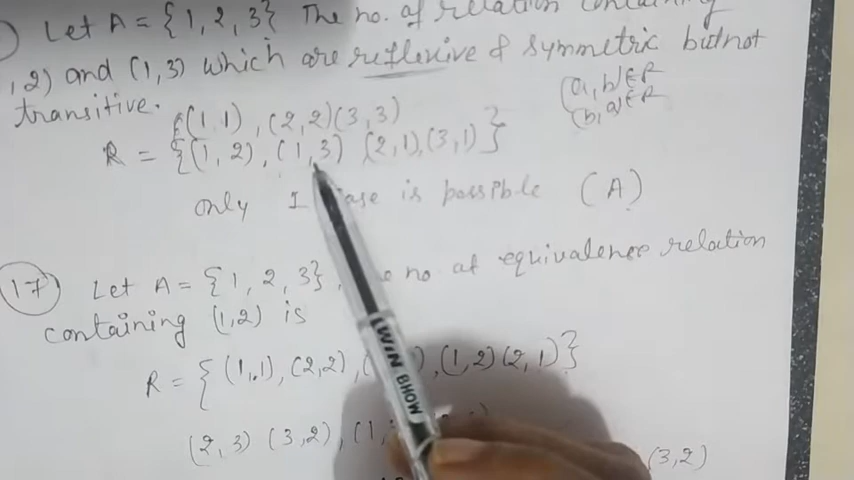 ) Let A = {1, 2, 3} The no. of relation containing
, 2) and (1,3) which are reflexive & symmetric but not
transitive.
(a, b) ∈ R
(b, a) ∈ R
{(1 1), (2,2)(3,3)
R = {(1, 2), (1,3) (2,1), (3,1)}
only I case is possible (A)
17 Let A = {1, 2, 3}, no of equivalence relation
containing (1,2) is
R = {(1,1), (2,2), ( ), (1,2)(2,1)}
(2,3) (3,2), (1,
(3,2)
LWIN BHOW